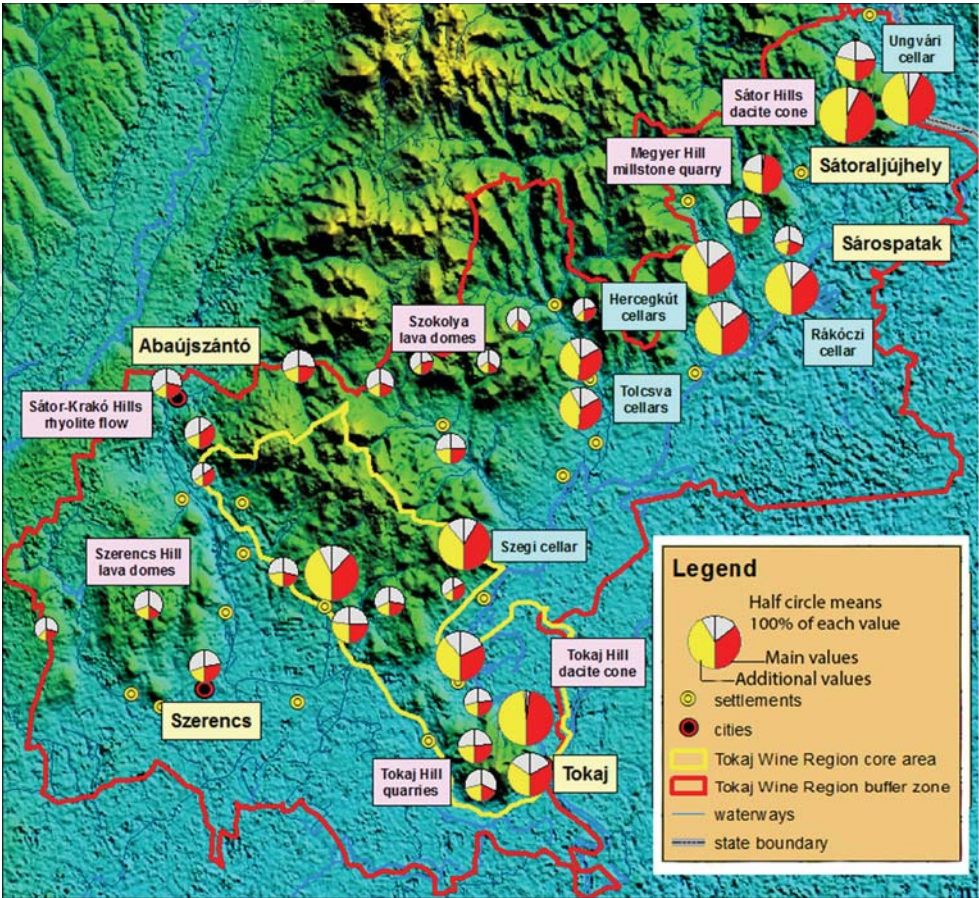 Ungvári
cellar
Sátor Hills
dacite cone
Megyer Hill
millstone quarry
Sátoraljújhely
Sárospatak
Hercegkút
cellars
Szokolya
lava domes
Abaújszántó
Rákóczi
cellar
Tolcsva
cellars
Sátor-Krakó Hills
rhyolite flow
Szegi cellar
Szerencs Hill
lava domes
Tokaj Hill
dacite cone
Szerencs
Tokaj Hill
quarries
Tokaj
Legend
Half circle means
100% of each value
Main values
Additional values
settlements
cities
Tokaj Wine Region core area
Tokaj Wine Region buffer zone
waterways
state boundary